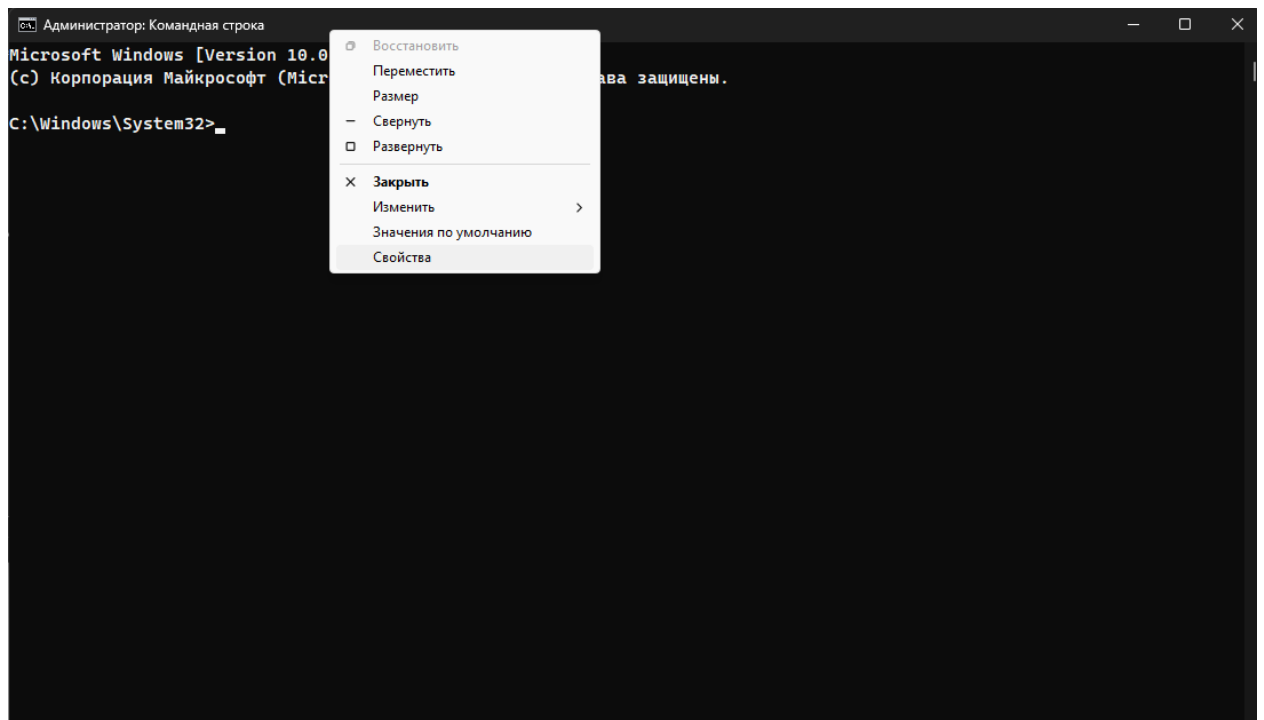 Администратор: Командная строка
Microsoft Windows [Version 10.0
(c) Корпорация Майкрософт (Micr ава защищены.
C:\Windows\System32>
Восстановить
Переместить
Размер
Свернуть
Развернуть
Закрыть
Изменить
Значения по умолчанию
Свойства